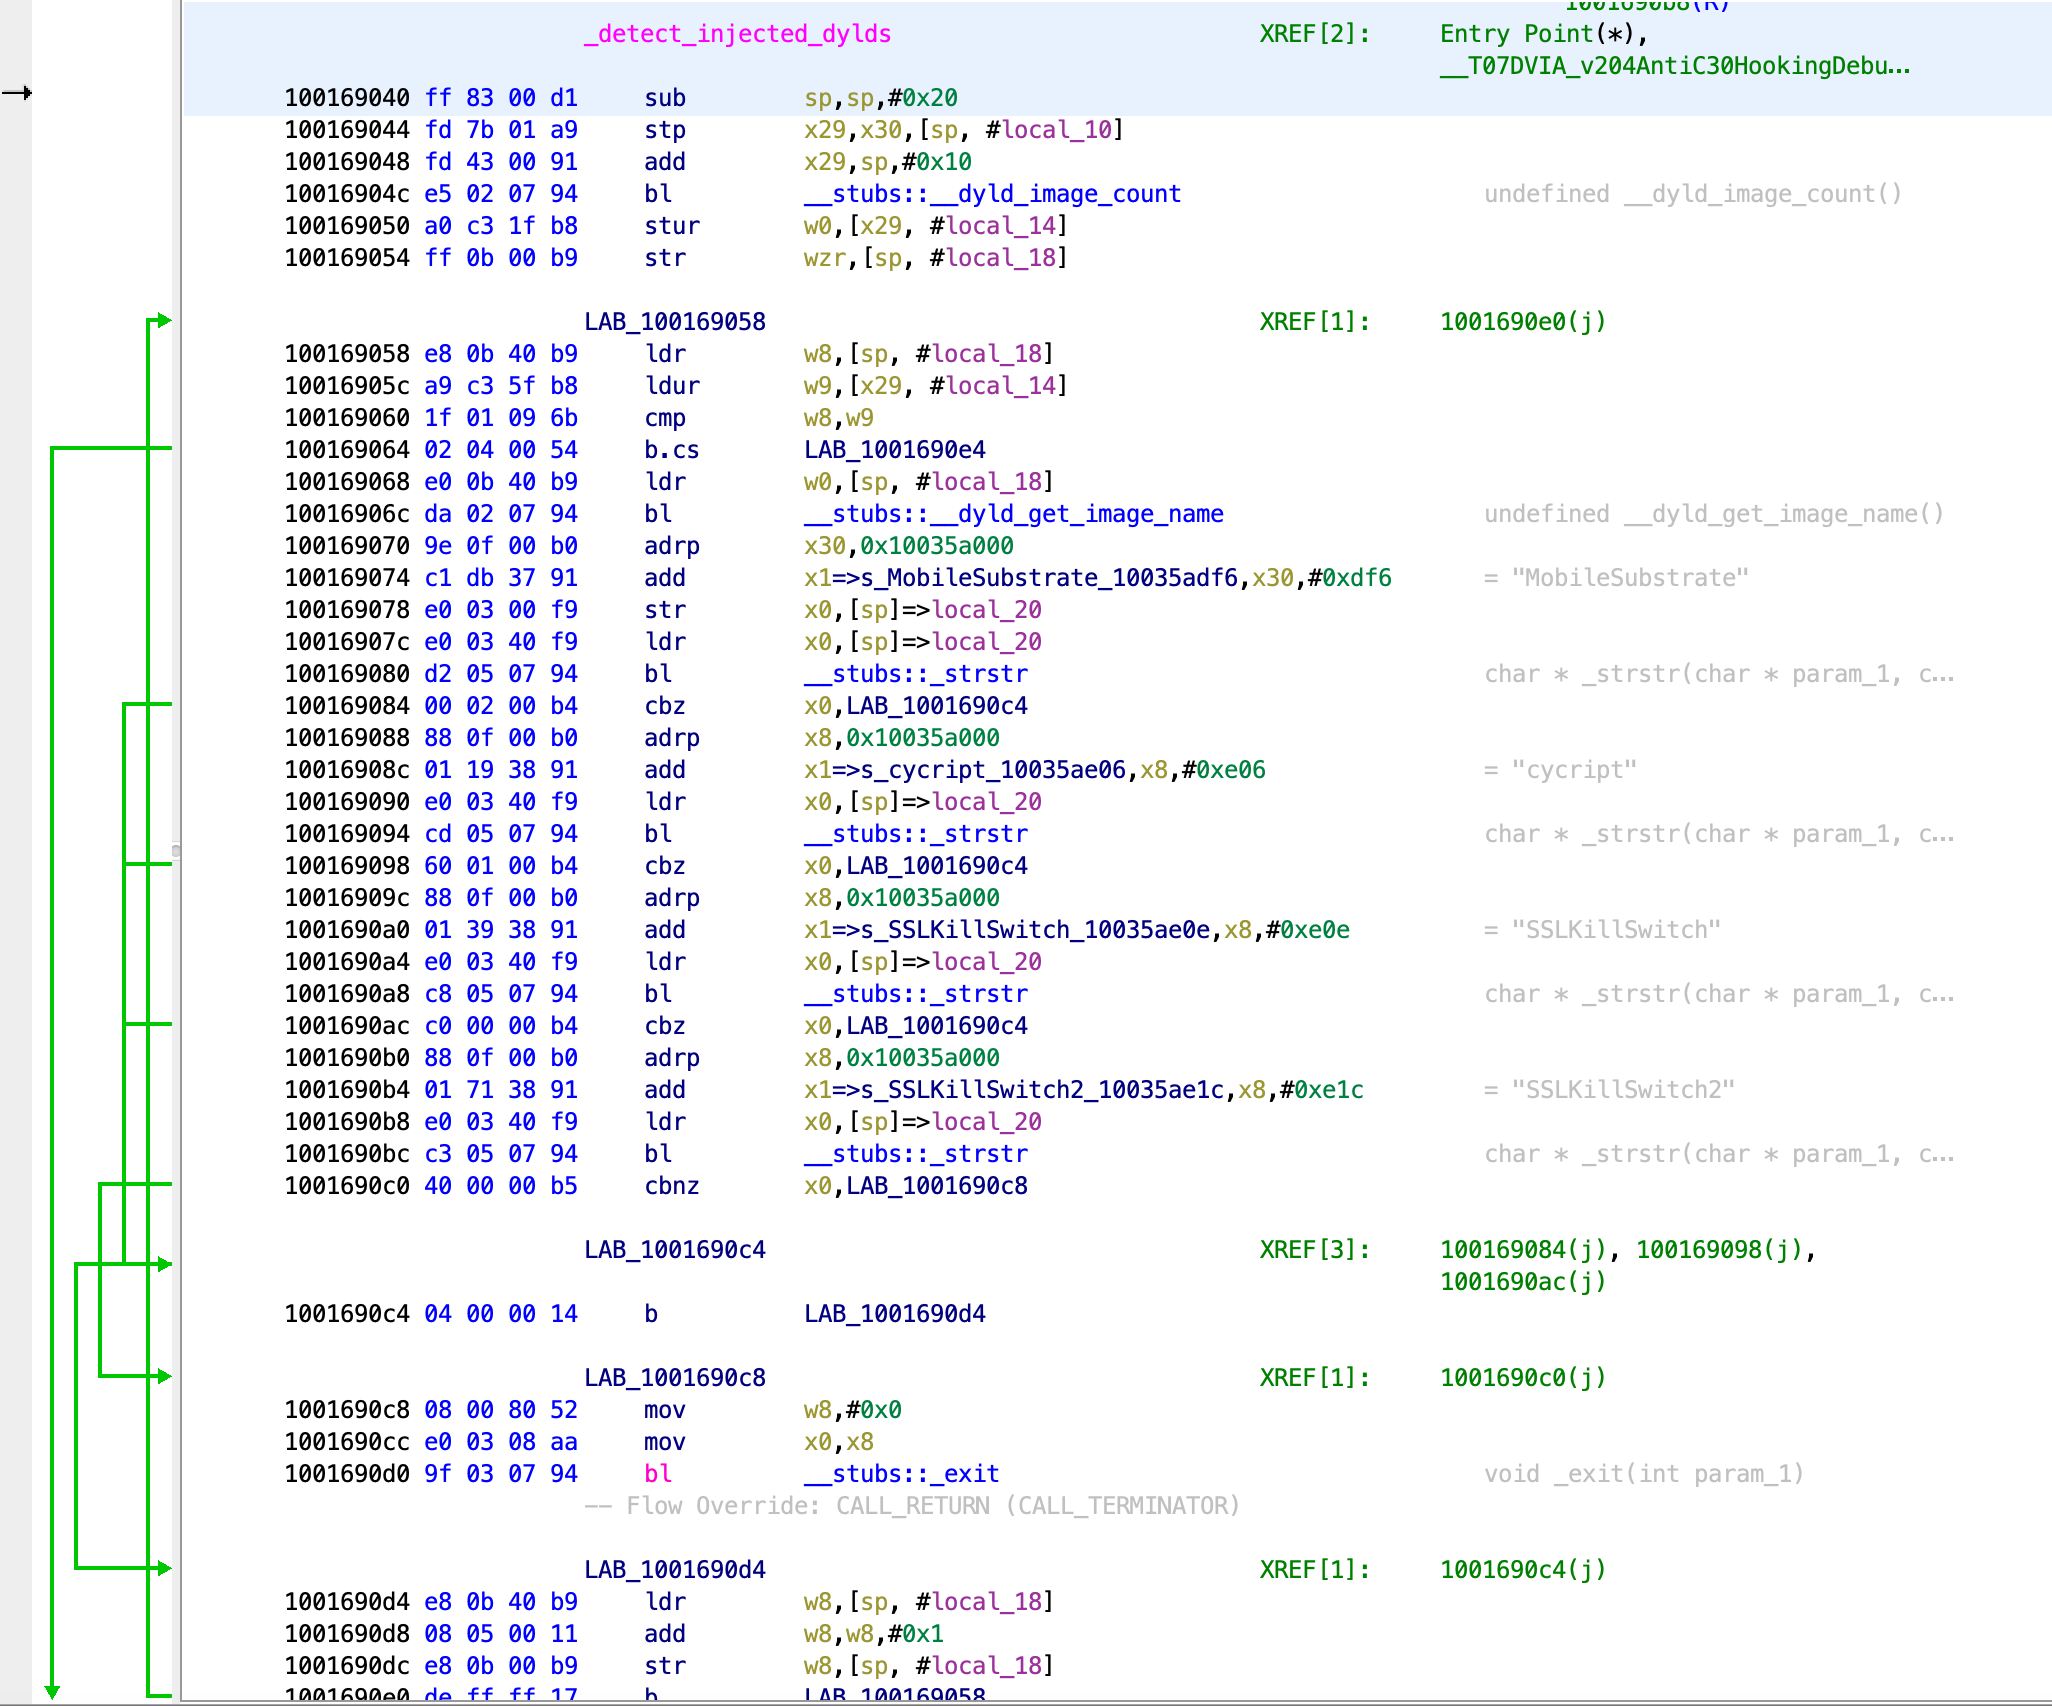 1001690b8(R)
_detect_injected_dylds XREF[2]: Entry Point(*),
__T07DVIA_v204AntiC30HookingDebu...
100169040 ff 83 00 d1 sub sp,sp,#0x20
100169044 fd 7b 01 a9 stp x29,x30,[sp, #local_10]
100169048 fd 43 00 91 add x29,sp,#0x10
10016904c e5 02 07 94 bl __stubs::__dyld_image_count undefined __dyld_image_count()
100169050 a0 c3 1f b8 stur w0,[x29, #local_14]
100169054 ff 0b 00 b9 str wzr,[sp, #local_18]
LAB_100169058 XREF[1]: 1001690e0(j)
100169058 e8 0b 40 b9 ldr w8,[sp, #local_18]
10016905c a9 c3 5f b8 ldur w9,[x29, #local_14]
100169060 1f 01 09 6b cmp w8,w9
100169064 02 04 00 54 b.cs LAB_1001690e4
100169068 e0 0b 40 b9 ldr w0,[sp, #local_18]
10016906c da 02 07 94 bl __stubs::__dyld_get_image_name undefined __dyld_get_image_name()
100169070 9e 0f 00 b0 adrp x30,0x10035a000
100169074 c1 db 37 91 add x1=>s_MobileSubstrate_10035adf6,x30,#0xdf6 = "MobileSubstrate"
100169078 e0 03 00 f9 str x0,[sp]=>local_20
10016907c e0 03 40 f9 ldr x0,[sp]=>local_20
100169080 d2 05 07 94 bl __stubs::_strstr char * _strstr(char * param_1, c...
100169084 00 02 00 b4 cbz x0,LAB_1001690c4
100169088 88 0f 00 b0 adrp x8,0x10035a000
10016908c 01 19 38 91 add x1=>s_cycript_10035ae06,x8,#0xe06 = "cycript"
100169090 e0 03 40 f9 ldr x0,[sp]=>local_20
100169094 cd 05 07 94 bl __stubs::_strstr char * _strstr(char * param_1, c...
100169098 60 01 00 b4 cbz x0,LAB_1001690c4
10016909c 88 0f 00 b0 adrp x8,0x10035a000
1001690a0 01 39 38 91 add x1=>s_SSLKillSwitch_10035ae0e,x8,#0xe0e = "SSLKillSwitch"
1001690a4 e0 03 40 f9 ldr x0,[sp]=>local_20
1001690a8 c8 05 07 94 bl __stubs::_strstr char * _strstr(char * param_1, c...
1001690ac c0 00 00 b4 cbz x0,LAB_1001690c4
1001690b0 88 0f 00 b0 adrp x8,0x10035a000
1001690b4 01 71 38 91 add x1=>s_SSLKillSwitch2_10035ae1c,x8,#0xe1c = "SSLKillSwitch2"
1001690b8 e0 03 40 f9 ldr x0,[sp]=>local_20
1001690bc c3 05 07 94 bl __stubs::_strstr char * _strstr(char * param_1, c...
1001690c0 40 00 00 b5 cbnz x0,LAB_1001690c8
LAB_1001690c4 XREF[3]: 100169084(j), 100169098(j),
1001690ac(j)
1001690c4 04 00 00 14 b LAB_1001690d4
LAB_1001690c8 XREF[1]: 1001690c0(j)
1001690c8 08 00 80 52 mov w8,#0x0
1001690cc e0 03 08 aa mov x0,x8
1001690d0 9f 03 07 94 bl __stubs::_exit void _exit(int param_1)
-- Flow Override: CALL_RETURN (CALL_TERMINATOR)
LAB_1001690d4 XREF[1]: 1001690c4(j)
1001690d4 e8 0b 40 b9 ldr w8,[sp, #local_18]
1001690d8 08 05 00 11 add w8,w8,#0x1
1001690dc e8 0b 00 b9 str w8,[sp, #local_18]
1001690e0 de ff ff 17 b LAB_100169058